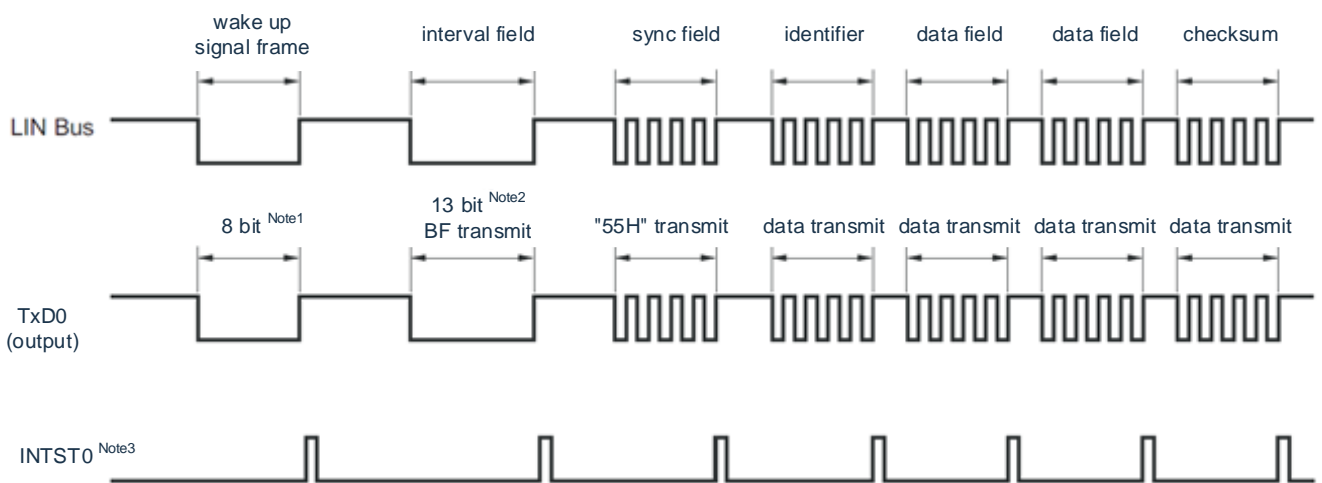 wake up
signal frame
interval field
sync field
identifier
data field
data field
checksum
LIN Bus
8 bit Note1
13 bit Note2
BF transmit
"55H" transmit
data transmit
data transmit
data transmit
data transmit
TxD0
(output)
INTST0 Note3